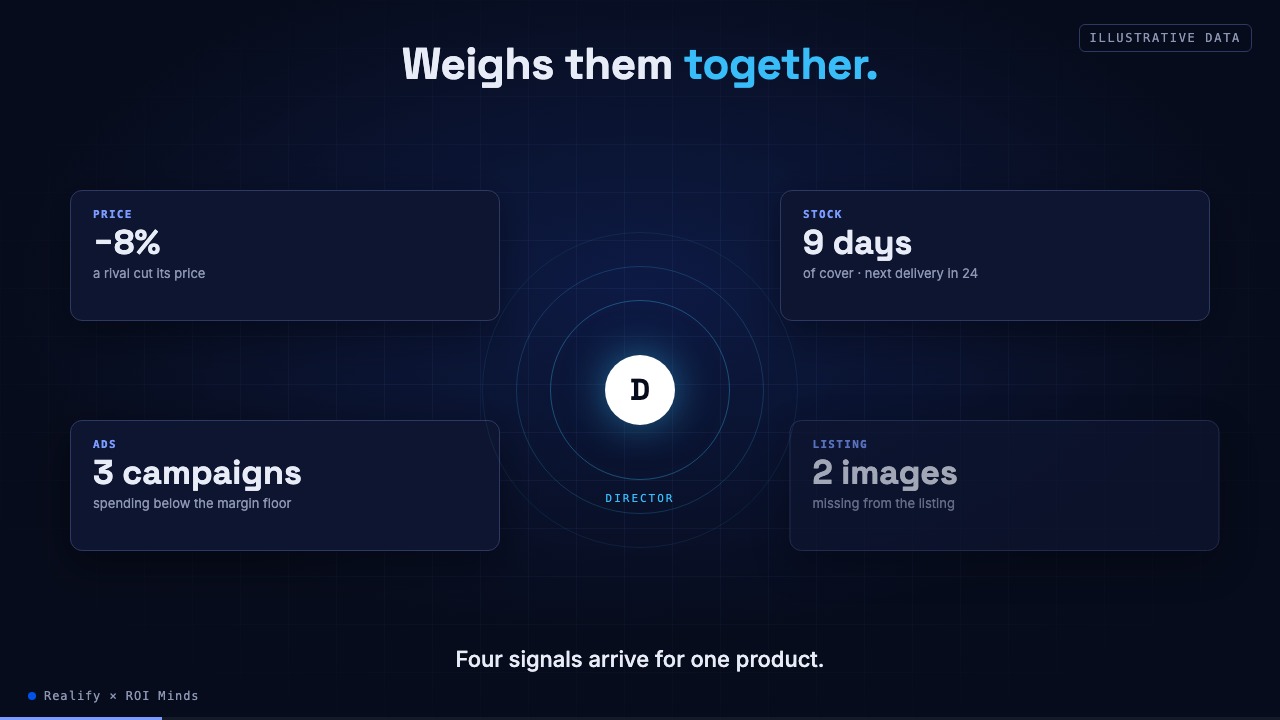 ILLUSTRATIVE DATA
Weighs them together.
PRICE
−8%
a rival cut its price
STOCK
9 days
of cover · next delivery in 24
D
DIRECTOR
ADS
3 campaigns
spending below the margin floor
LISTING
2 images
missing from the listing
Four signals arrive for one product.
Realify × ROI Minds